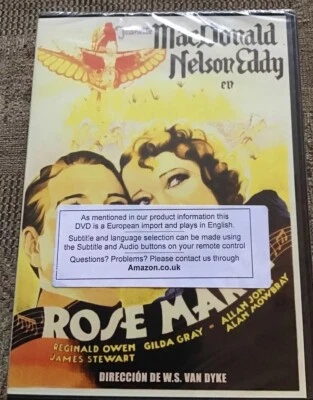 MacDonald
Nelson Eddy
en
As mentioned in our product information this
DVD is a European import and plays in English.
Subtitle and language selection can be made using
the Subtitle and Audio buttons on your remote control
Questions? Problems? Please contact us through
Amazon.co.uk
ROSE MARIE
REGINALD OWEN GILDA GRAY - ALLAN JONES
JAMES STEWART ALAN MOWBRAY
DIRECCIÓN DE W.S. VAN DYKE